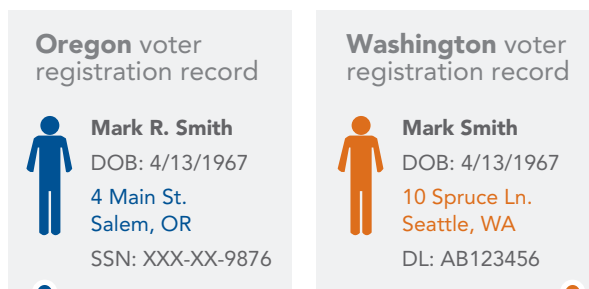 Oregon voter
registration record
Mark R. Smith
DOB: 4/13/1967
4 Main St.
Salem, OR
SSN: XXX-XX-9876
Washington voter
registration record
Mark Smith
DOB: 4/13/1967
10 Spruce Ln.
Seattle, WA
DL: AB123456